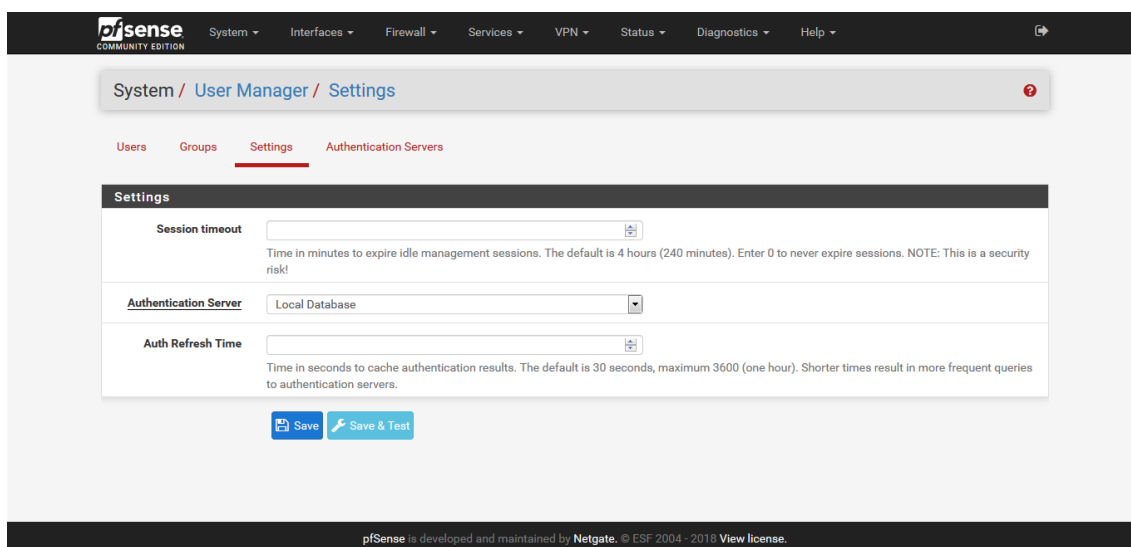 pfsense System Interfaces Firewall Services VPN Status Diagnostics Help
COMMUNITY EDITION
System / User Manager / Settings
Users Groups Settings Authentication Servers
Settings
Session timeout
Time in minutes to expire idle management sessions. The default is 4 hours (240 minutes). Enter 0 to never expire sessions. NOTE: This is a security
risk!
Authentication Server Local Database
Auth Refresh Time
Time in seconds to cache authentication results. The default is 30 seconds, maximum 3600 (one hour). Shorter times result in more frequent queries
to authentication servers.
Save Save & Test
pfSense is developed and maintained by Netgate. © ESF 2004 - 2018 View license.